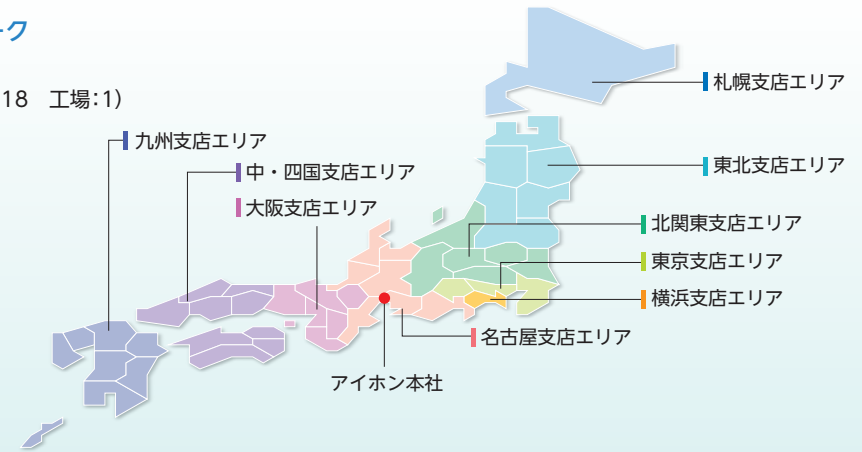 ーク
18　工場：1）
札幌支店エリア
九州支店エリア
中・四国支店エリア
東北支店エリア
大阪支店エリア
北関東支店エリア
東京支店エリア
横浜支店エリア
名古屋支店エリア
アイホン本社